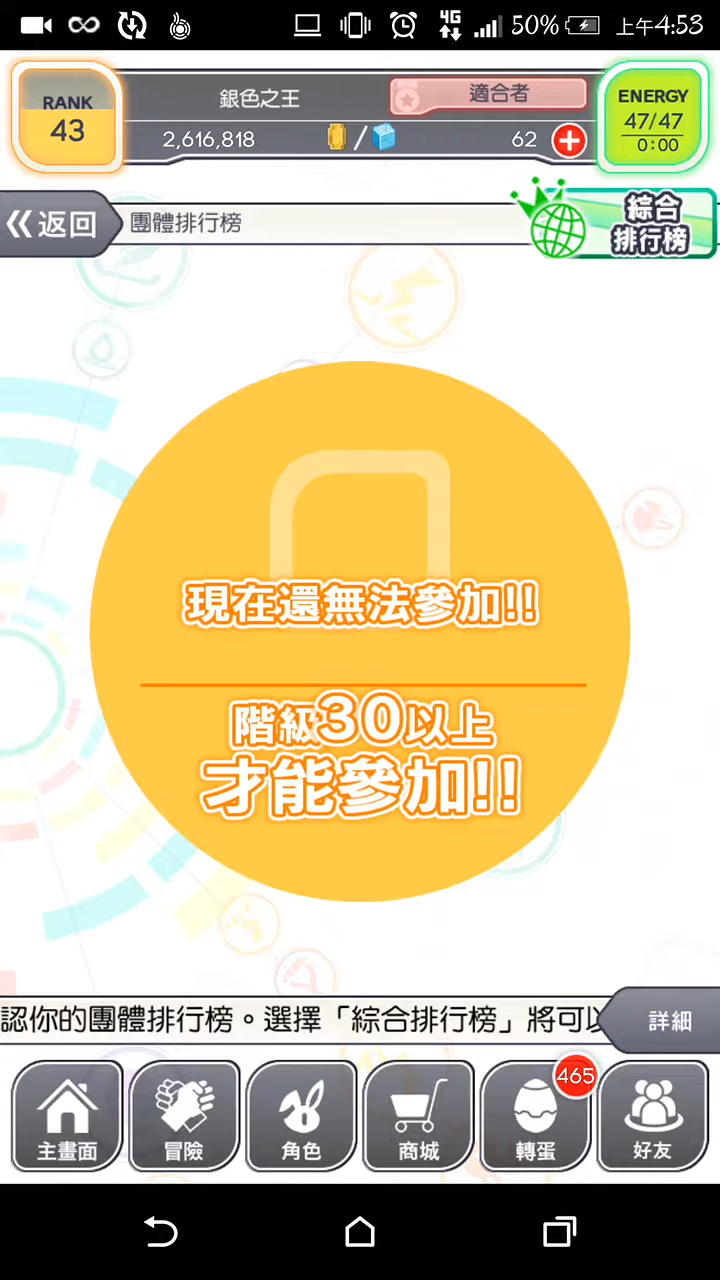 4G 50% 上午4:53
RANK
43
銀色之王
適合者
2,616,818
/
62
ENERGY
47/47
0:00
返回
團體排行榜
綜合
排行榜
現在還無法參加!!
階級30以上
才能參加!!
認你的團體排行榜。選擇「綜合排行榜」將可以
詳細
465
主畫面
冒險
角色
商城
轉蛋
好友